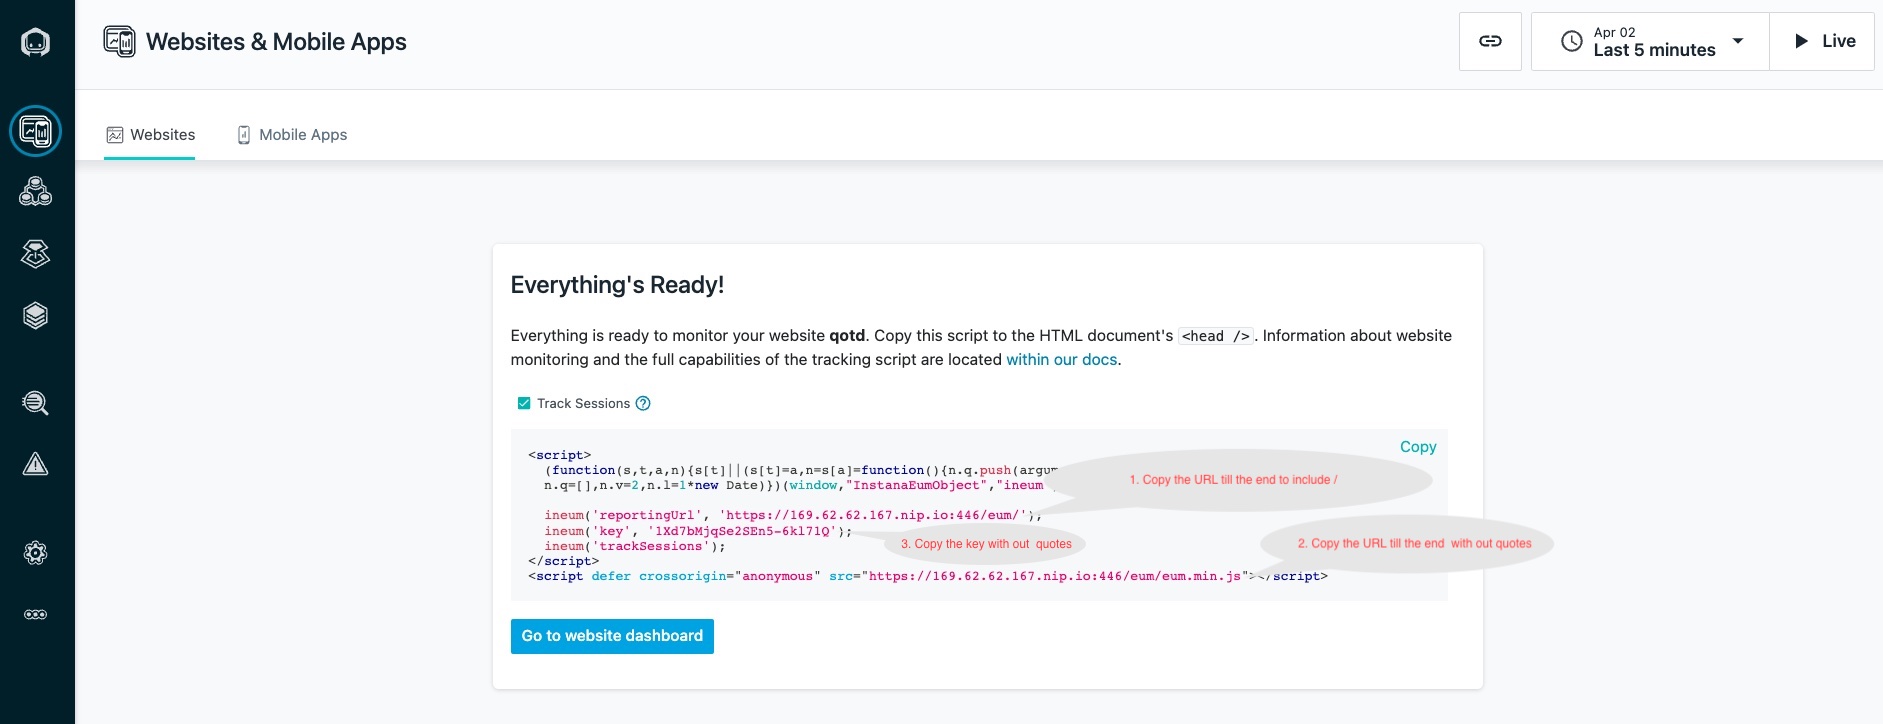 Websites & Mobile Apps
Apr 02
Last 5 minutes
Live
Websites
Mobile Apps
Everything's Ready!
Everything is ready to monitor your website qotd. Copy this script to the HTML document's <head />. Information about website
monitoring and the full capabilities of the tracking script are located within our docs.
Track Sessions ?
Copy
<script>
(function(s,t,a,n){s[t]||(s[t]=a,n=s[a]=function(){n.q.push(argum
n.q=[],n.v=2,n.l=1*new Date)})(window,"InstanaEumObject","ineum
1. Copy the URL till the end to include /
ineum('reportingUrl', 'https://169.62.62.167.nip.io:446/eum/');
ineum('key', '1Xd7bMjqSe2SEn5-6kl71Q');
3. Copy the key with out quotes
2. Copy the URL till the end with out quotes
ineum('trackSessions');
</script>
<script defer crossorigin="anonymous" src="https://169.62.62.167.nip.io:446/eum/eum.min.js"></script>
Go to website dashboard